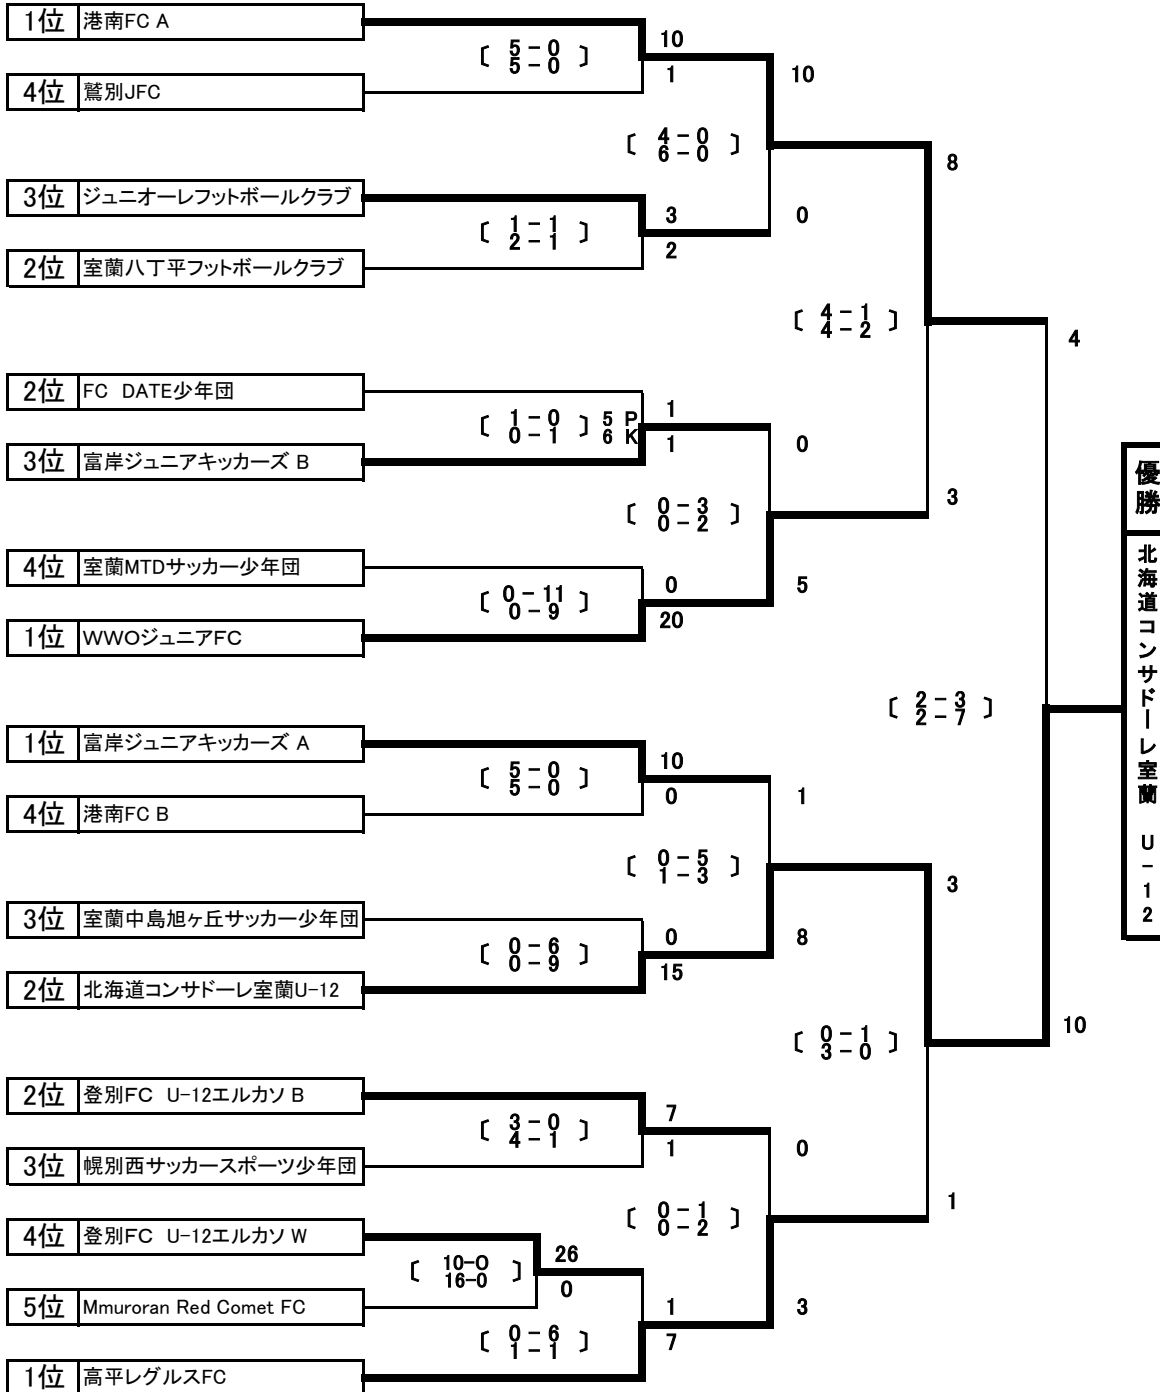 1位 港南FC A
10
〔 5 - 0 〕
5 - 0
1
10
4位 鷲別JFC
〔 4 - 0 〕
6 - 0
8
3位 ジュニオーレフットボールクラブ
3
0
〔 1 - 1 〕
2 - 1
2
2位 室蘭八丁平フットボールクラブ
〔 4 - 1 〕
4 - 2
4
2位 FC DATE少年団
1
〔 1 - 0 〕 5 P
0 - 1 6 K
1
0
3位 富岸ジュニアキッカーズ B
〔 0 - 3 〕
0 - 2
3
4位 室蘭MTDサッカー少年団
0
5
〔 0 - 11 〕
0 - 9
20
1位 WWOジュニアFC
〔 2 - 3 〕
2 - 7
優勝
北海道コンサドーレ室蘭 U-12
1位 富岸ジュニアキッカーズ A
10
〔 5 - 0 〕
5 - 0
0
1
4位 港南FC B
〔 0 - 5 〕
1 - 3
3
3位 室蘭中島旭ヶ丘サッカー少年団
0
8
〔 0 - 6 〕
0 - 9
15
2位 北海道コンサドーレ室蘭U-12
10
〔 0 - 1 〕
3 - 0
2位 登別FC U-12エルカソ B
7
〔 3 - 0 〕
4 - 1
1
0
3位 幌別西サッカースポーツ少年団
1
〔 0 - 1 〕
0 - 2
4位 登別FC U-12エルカソ W
26
〔 10-0 〕
16-0
0
5位 Mmuroran Red Comet FC
1
3
〔 0 - 6 〕
1 - 1
7
1位 高平レグルスFC